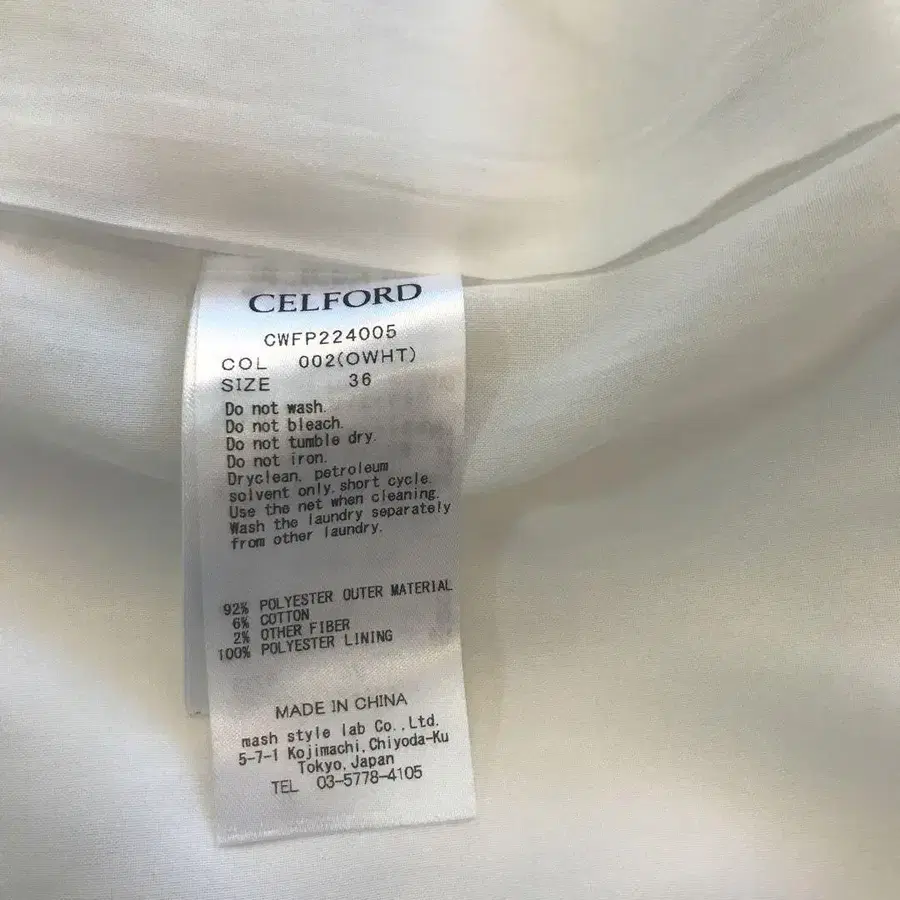 CELFORD
CWFP224005
COL 002(OWHT)
SIZE 36
Do not wash.
Do not bleach.
Do not tumble dry.
Do not iron.
Dryclean, petroleum
solvent only,short cycle.
Use the net when cleaning.
Wash the laundry separately
from other laundry.
92% POLYESTER OUTER MATERIAL
6% COTTON
2% OTHER FIBER
100% POLYESTER LINING
MADE IN CHINA
mash style lab Co.,Ltd.
5-7-1 Kojimachi,Chiyoda-Ku
Tokyo,Japan
TEL 03-5778-4105